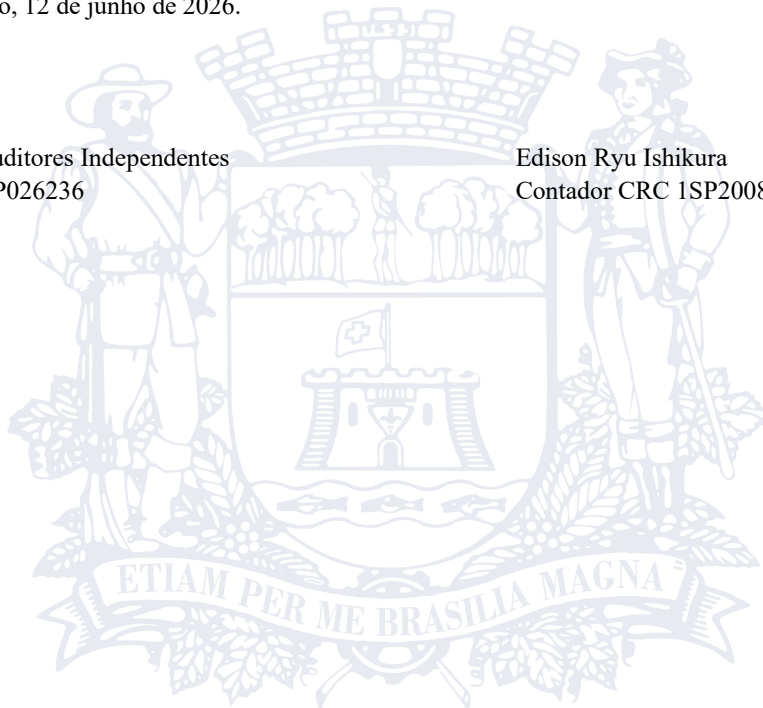 o, 12 de junho de 2026.
uditores Independentes
Edison Ryu Ishikura
P026236
Contador CRC 1SP2008
ETIAM PER ME BRASILIA MAGNA